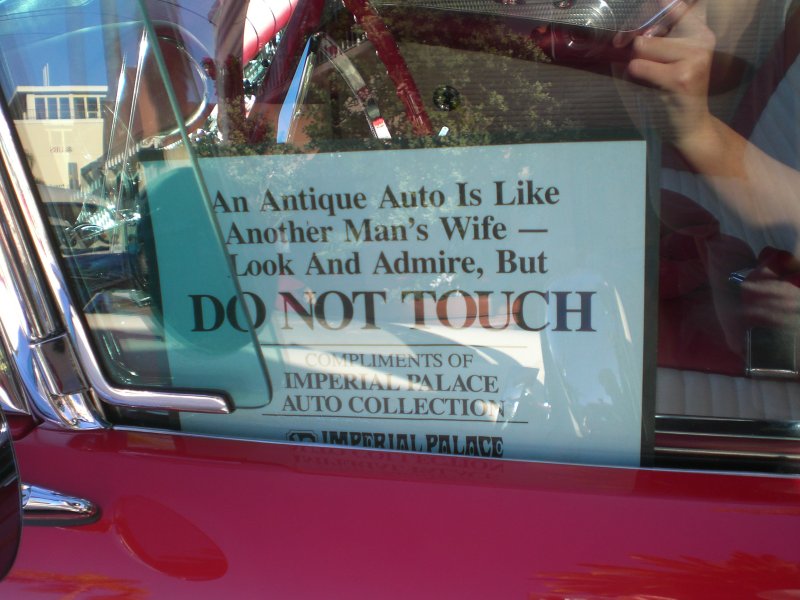 An Antique Auto Is Like
Another Man's Wife —
Look And Admire, But
DO NOT TOUCH
COMPLIMENTS OF
IMPERIAL PALACE
AUTO COLLECTION
IMPERIAL PALACE